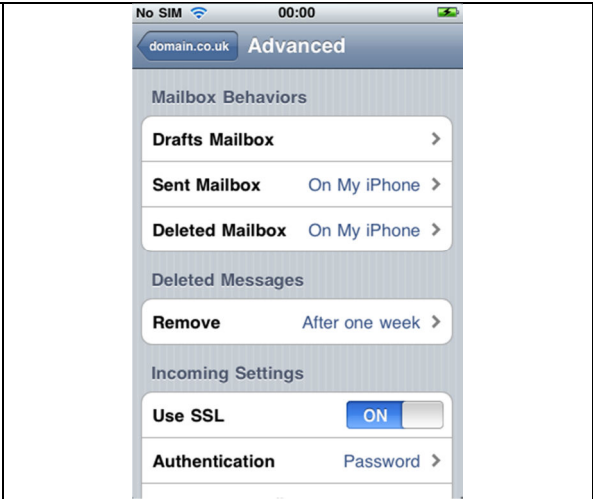 No SIM 00:00
domain.co.uk Advanced
Mailbox Behaviors
Drafts Mailbox
Sent Mailbox On My iPhone
Deleted Mailbox On My iPhone
Deleted Messages
Remove After one week
Incoming Settings
Use SSL ON
Authentication Password